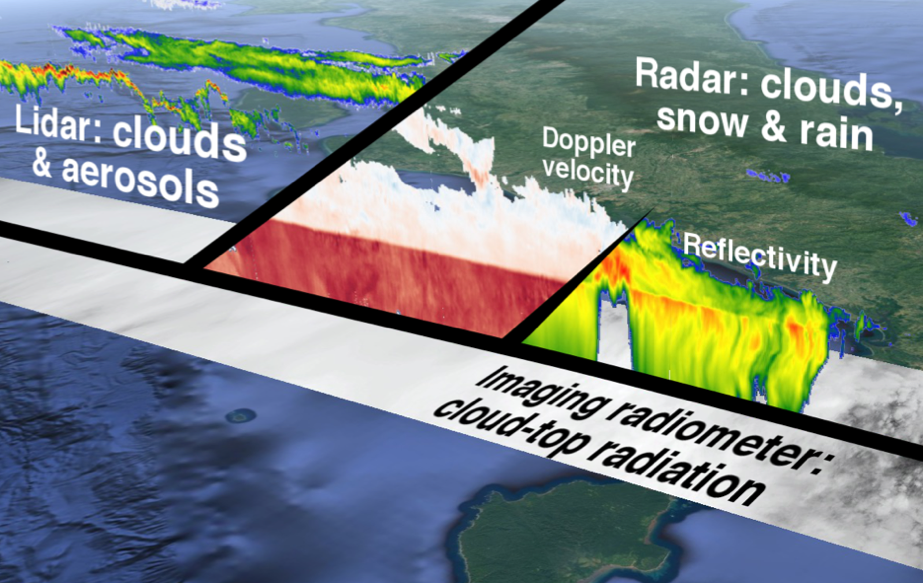 Lidar: clouds
& aerosols
Radar: clouds,
snow & rain
Doppler
velocity
Reflectivity
Imaging radiometer:
cloud-top radiation